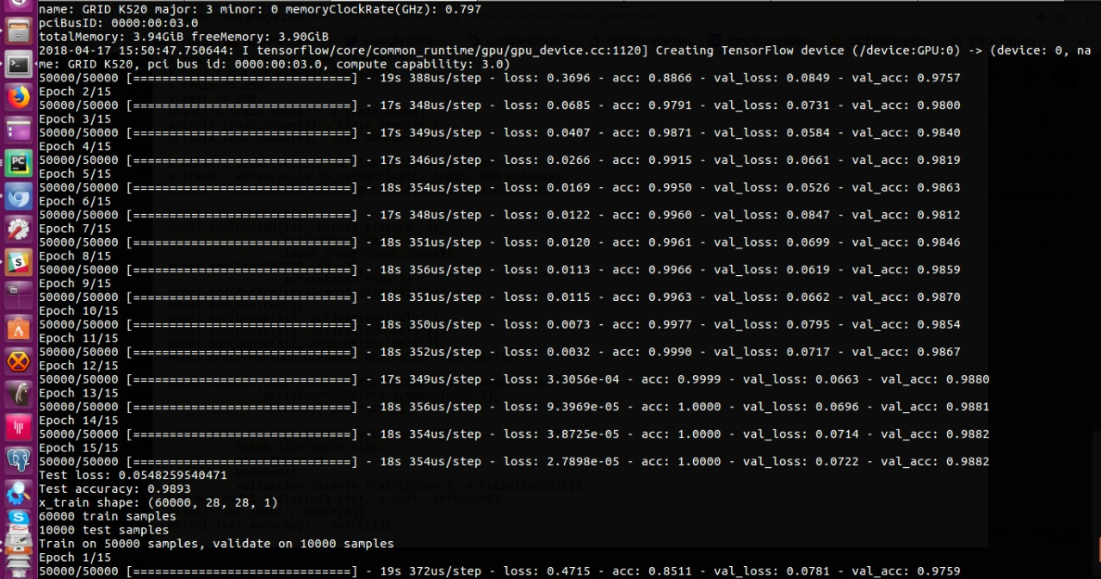 name: GRID K520 major: 3 minor: 0 memoryClockRate(GHz): 0.797
pciBusID: 0000:00:03.0
totalMemory: 3.94GiB freeMemory: 3.90GiB
2018-04-17 15:50:47.750644: I tensorflow/core/common_runtime/gpu/gpu_device.cc:1120] Creating TensorFlow device (/device:GPU:0) -> (device: 0, na
me: GRID K520, pci bus id: 0000:00:03.0, compute capability: 3.0)
50000/50000 [==============================] - 19s 388us/step - loss: 0.3696 - acc: 0.8866 - val_loss: 0.0849 - val_acc: 0.9757
Epoch 2/15
50000/50000 [==============================] - 17s 348us/step - loss: 0.0685 - acc: 0.9791 - val_loss: 0.0731 - val_acc: 0.9800
Epoch 3/15
50000/50000 [==============================] - 17s 349us/step - loss: 0.0407 - acc: 0.9871 - val_loss: 0.0584 - val_acc: 0.9840
Epoch 4/15
50000/50000 [==============================] - 17s 346us/step - loss: 0.0266 - acc: 0.9915 - val_loss: 0.0661 - val_acc: 0.9819
Epoch 5/15
50000/50000 [==============================] - 18s 354us/step - loss: 0.0169 - acc: 0.9950 - val_loss: 0.0526 - val_acc: 0.9863
Epoch 6/15
50000/50000 [==============================] - 17s 348us/step - loss: 0.0122 - acc: 0.9960 - val_loss: 0.0847 - val_acc: 0.9812
Epoch 7/15
50000/50000 [==============================] - 18s 351us/step - loss: 0.0120 - acc: 0.9961 - val_loss: 0.0699 - val_acc: 0.9846
Epoch 8/15
50000/50000 [==============================] - 18s 356us/step - loss: 0.0113 - acc: 0.9966 - val_loss: 0.0619 - val_acc: 0.9859
Epoch 9/15
50000/50000 [==============================] - 18s 351us/step - loss: 0.0115 - acc: 0.9963 - val_loss: 0.0662 - val_acc: 0.9870
Epoch 10/15
50000/50000 [==============================] - 18s 350us/step - loss: 0.0073 - acc: 0.9977 - val_loss: 0.0795 - val_acc: 0.9854
Epoch 11/15
50000/50000 [==============================] - 18s 352us/step - loss: 0.0032 - acc: 0.9990 - val_loss: 0.0717 - val_acc: 0.9867
Epoch 12/15
50000/50000 [==============================] - 17s 349us/step - loss: 3.3056e-04 - acc: 0.9999 - val_loss: 0.0663 - val_acc: 0.9880
Epoch 13/15
50000/50000 [==============================] - 18s 356us/step - loss: 9.3969e-05 - acc: 1.0000 - val_loss: 0.0696 - val_acc: 0.9881
Epoch 14/15
50000/50000 [==============================] - 18s 354us/step - loss: 3.8725e-05 - acc: 1.0000 - val_loss: 0.0714 - val_acc: 0.9882
Epoch 15/15
50000/50000 [==============================] - 18s 354us/step - loss: 2.7898e-05 - acc: 1.0000 - val_loss: 0.0722 - val_acc: 0.9882
Test loss: 0.0548259540471
Test accuracy: 0.9893
x_train shape: (60000, 28, 28, 1)
60000 train samples
10000 test samples
Train on 50000 samples, validate on 10000 samples
Epoch 1/15
50000/50000 [==============================] - 19s 372us/step - loss: 0.4715 - acc: 0.8511 - val_loss: 0.0781 - val_acc: 0.9759